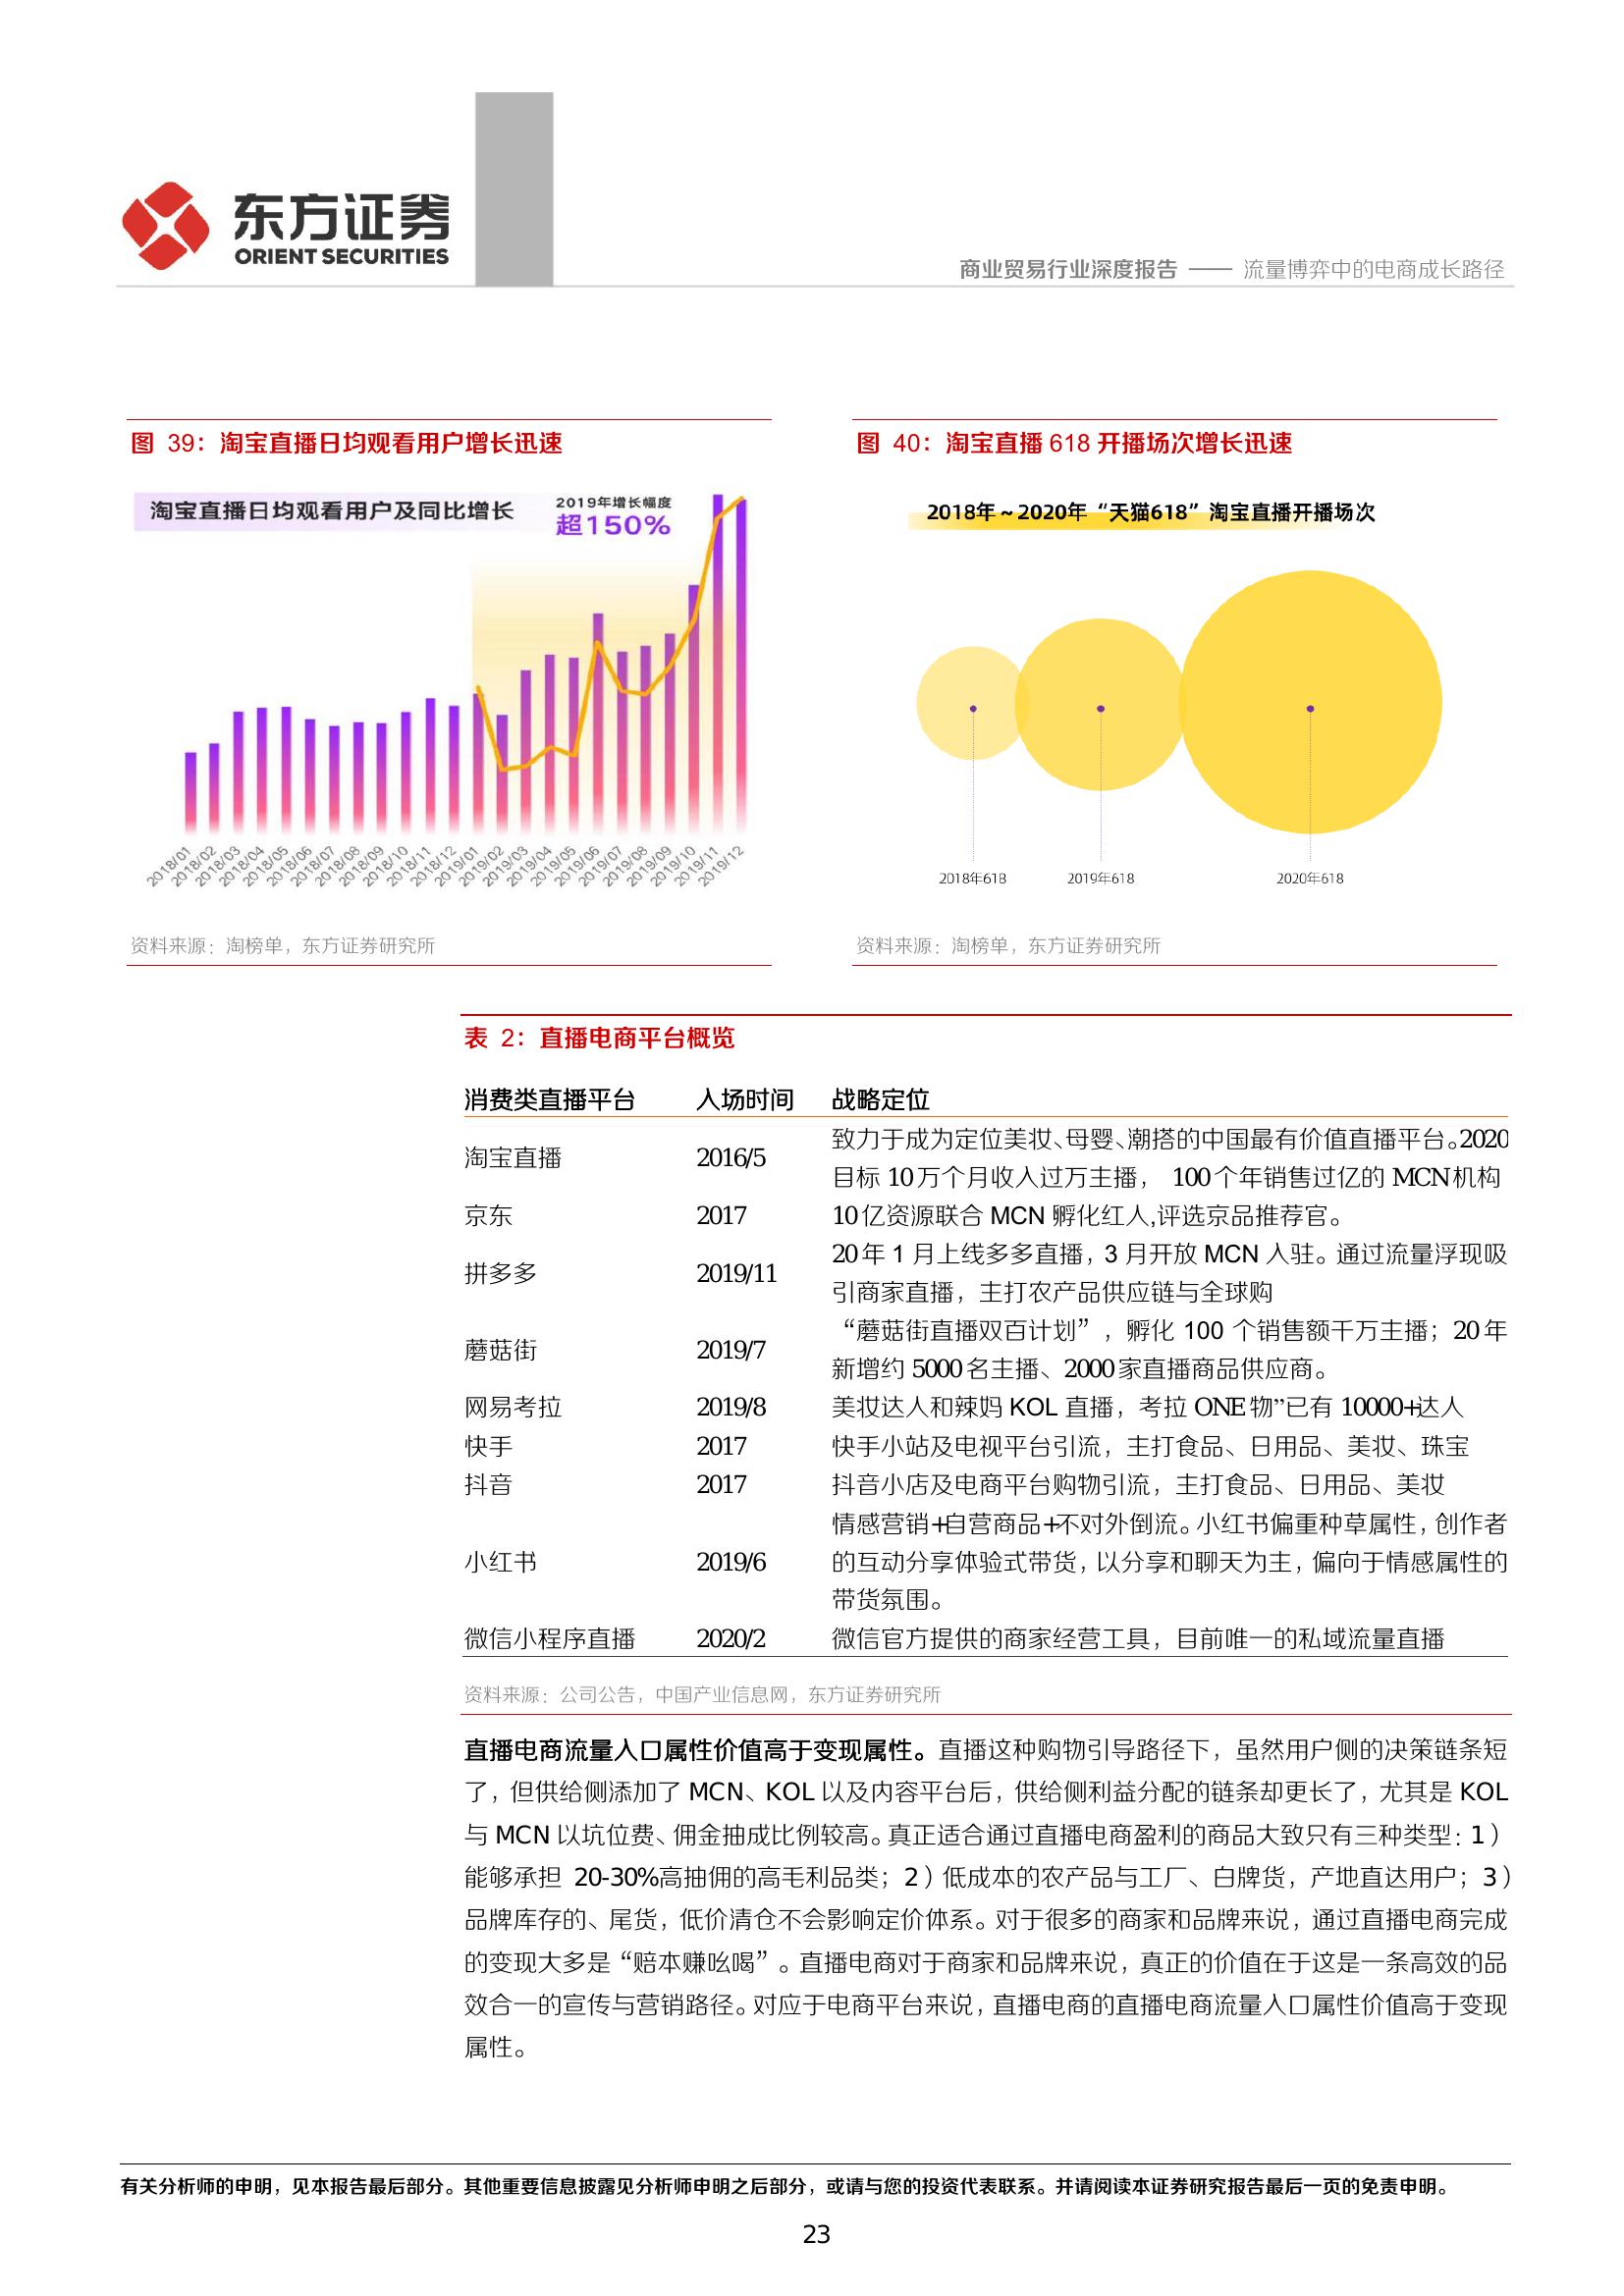 东方证券
ORIENT SECURITIES
商业贸易行业深度报告 —— 流量博弈中的电商成长路径
图 39：淘宝直播日均观看用户增长迅速
淘宝直播日均观看用户及同比增长
2019年增长幅度
超150%
2018/01
2018/02
2018/03
2018/04
2018/05
2018/06
2018/07
2018/08
2018/09
2018/10
2018/11
2018/12
2019/01
2019/02
2019/03
2019/04
2019/05
2019/06
2019/07
2019/08
2019/09
2019/10
2019/11
2019/12
资料来源：淘榜单，东方证券研究所
图 40：淘宝直播 618 开播场次增长迅速
2018年～2020年“天猫618”淘宝直播开播场次
2018年618
2019年618
2020年618
资料来源：淘榜单，东方证券研究所
表 2：直播电商平台概览
消费类直播平台 入场时间 战略定位
淘宝直播 2016/5 致力于成为定位美妆、母婴、潮搭的中国最有价值直播平台。2020
目标 10万个月收入过万主播， 100个年销售过亿的 MCN机构
京东 2017 10亿资源联合 MCN 孵化红人,评选京品推荐官。
拼多多 2019/11 20年 1 月上线多多直播，3 月开放 MCN 入驻。通过流量浮现吸
引商家直播，主打农产品供应链与全球购
蘑菇街 2019/7 “蘑菇街直播双百计划”，孵化 100 个销售额千万主播；20年
新增约 5000名主播、2000家直播商品供应商。
网易考拉 2019/8 美妆达人和辣妈 KOL 直播，考拉 ONE物”已有 10000+达人
快手 2017 快手小站及电视平台引流，主打食品、日用品、美妆、珠宝
抖音 2017 抖音小店及电商平台购物引流，主打食品、日用品、美妆
小红书 2019/6 情感营销+自营商品+不对外倒流。小红书偏重种草属性，创作者
的互动分享体验式带货，以分享和聊天为主，偏向于情感属性的
带货氛围。
微信小程序直播 2020/2 微信官方提供的商家经营工具，目前唯一的私域流量直播
资料来源：公司公告，中国产业信息网，东方证券研究所
直播电商流量入口属性价值高于变现属性。直播这种购物引导路径下，虽然用户侧的决策链条短
了，但供给侧添加了 MCN、KOL 以及内容平台后，供给侧利益分配的链条却更长了，尤其是 KOL
与 MCN 以坑位费、佣金抽成比例较高。真正适合通过直播电商盈利的商品大致只有三种类型：1）
能够承担 20-30%高抽佣的高毛利品类；2）低成本的农产品与工厂、白牌货，产地直达用户；3）
品牌库存的、尾货，低价清仓不会影响定价体系。对于很多的商家和品牌来说，通过直播电商完成
的变现大多是“赔本赚吆喝”。直播电商对于商家和品牌来说，真正的价值在于这是一条高效的品
效合一的宣传与营销路径。对应于电商平台来说，直播电商的直播电商流量入口属性价值高于变现
属性。
有关分析师的申明，见本报告最后部分。其他重要信息披露见分析师申明之后部分，或请与您的投资代表联系。并请阅读本证券研究报告最后一页的免责申明。
23